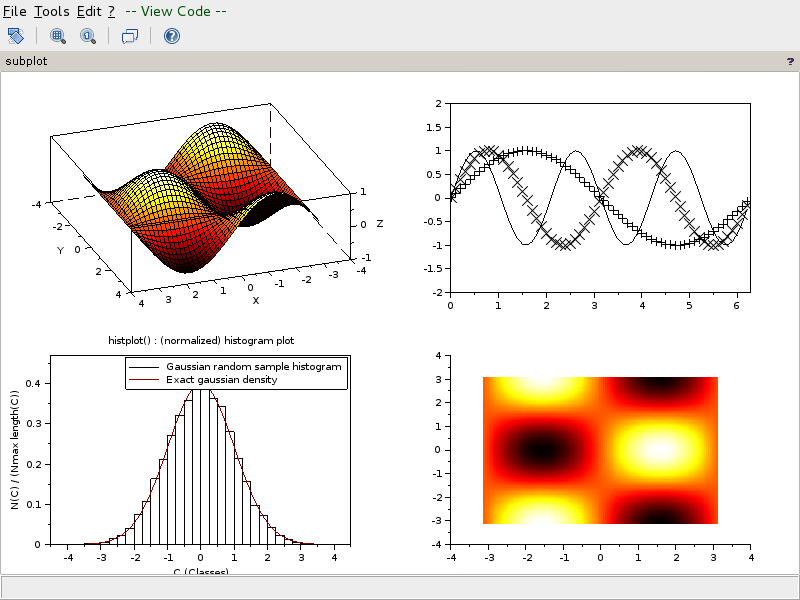 File Tools Edit ? -- View Code --
subplot ?
-4
-2
Y 0
2
4
4 3 2 1 0 -1 -2 -3 -4
X
1
0 Z
-1
2
1.5
1
0.5
0
-0.5
-1
-1.5
-2
0 1 2 3 4 5 6
histplot() : (normalized) histogram plot
Gaussian random sample histogram
Exact gaussian density
N(C) / (Nmax length(C))
0.4
0.3
0.2
0.1
0
-4 -3 -2 -1 0 1 2 3 4
C (Classes)
4
3
2
1
0
-1
-2
-3
-4
-4 -3 -2 -1 0 1 2 3 4